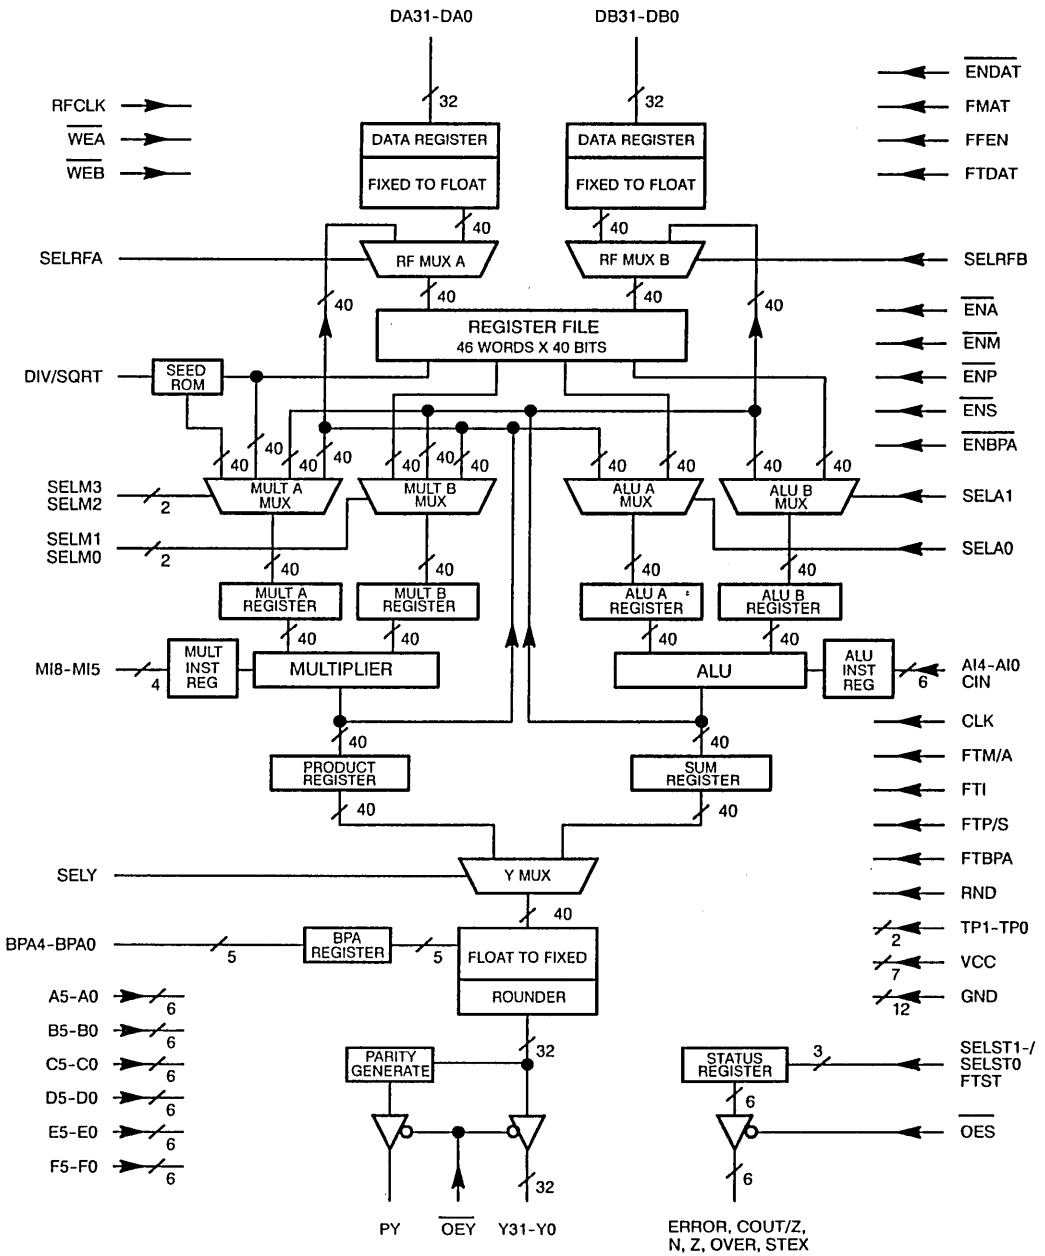 DA31-DA0 DB31-DB0
ENDAT
32 32
RFCLK FMAT
WEA DATA REGISTER DATA REGISTER FFEN
WEB FTDAT
FIXED TO FLOAT FIXED TO FLOAT
40 40
SELRFA RF MUX A RF MUX B SELRFB
40 40 40 40
ENA
REGISTER FILE
46 WORDS X 40 BITS
ENM
DIV/SQRT SEED
ROM
ENP
ENS
ENBPA
40 40 40 40 40 40 40 40 40 40 40
SELM3
SELM2
2
MULT A
MUX
MULT B
MUX
ALU A
MUX
ALU B
MUX
SELA1
SELM1
SELM0
2
SELA0
40 40 40 40
MULT A
REGISTER
MULT B
REGISTER
ALU A
REGISTER
ALU B
REGISTER
40 40 40 40
MI8-MI5
4
MULT
INST
REG
MULTIPLIER
ALU
ALU
INST
REG
6
AI4-AI0
CIN
CLK
40 40
PRODUCT
REGISTER
SUM
REGISTER
FTM/A
FTI
40 40
FTP/S
SELY Y MUX FTBPA
RND
40
BPA4-BPA0
5
BPA
REGISTER
5
FLOAT TO FIXED
ROUNDER
TP1-TP0
2
VCC
7
GND
12
A5-A0
6
B5-B0
6
C5-C0
6
D5-D0
6
E5-E0
6
F5-F0
6
32
PARITY
GENERATE
STATUS
REGISTER
3
SELST1-/
SELST0
FTST
6
OES
32
6
PY OEY Y31-Y0
ERROR, COUT/Z,
N, Z, OVER, STEX